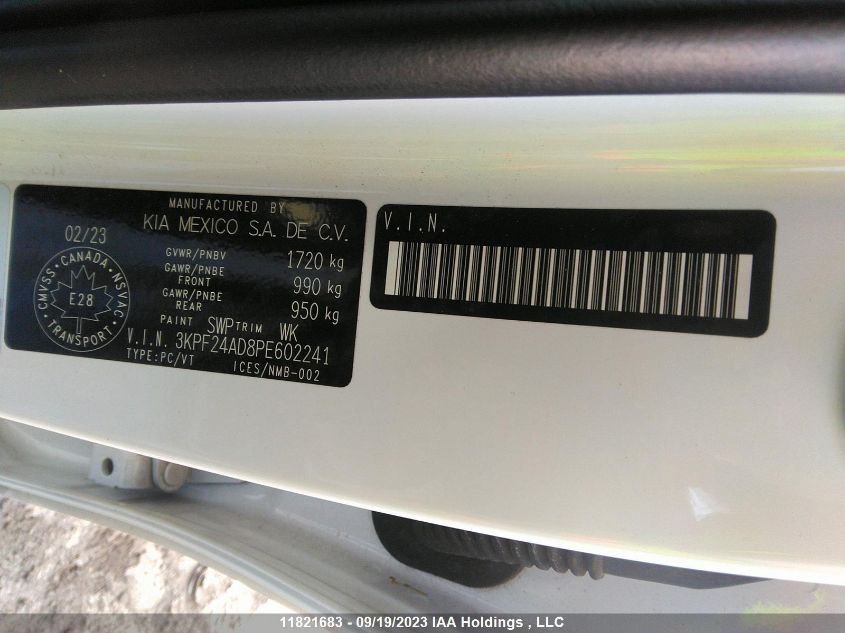 MANUFACTURED BY
KIA MEXICO S.A. DE C.V.
02/23
GVWR/PNBV 1720 kg
GAWR/PNBE FRONT 990 kg
GAWR/PNBE REAR 950 kg
PAINT SWP TRIM WK
V.I.N. 3KPF24AD8PE602241
TYPE:PC/VT ICES/NMB-002
CMVSS · CANADA · NSVAC
E28
TRANSPORT
V.I.N.
11821683 - 09/19/2023 IAA Holdings , LLC